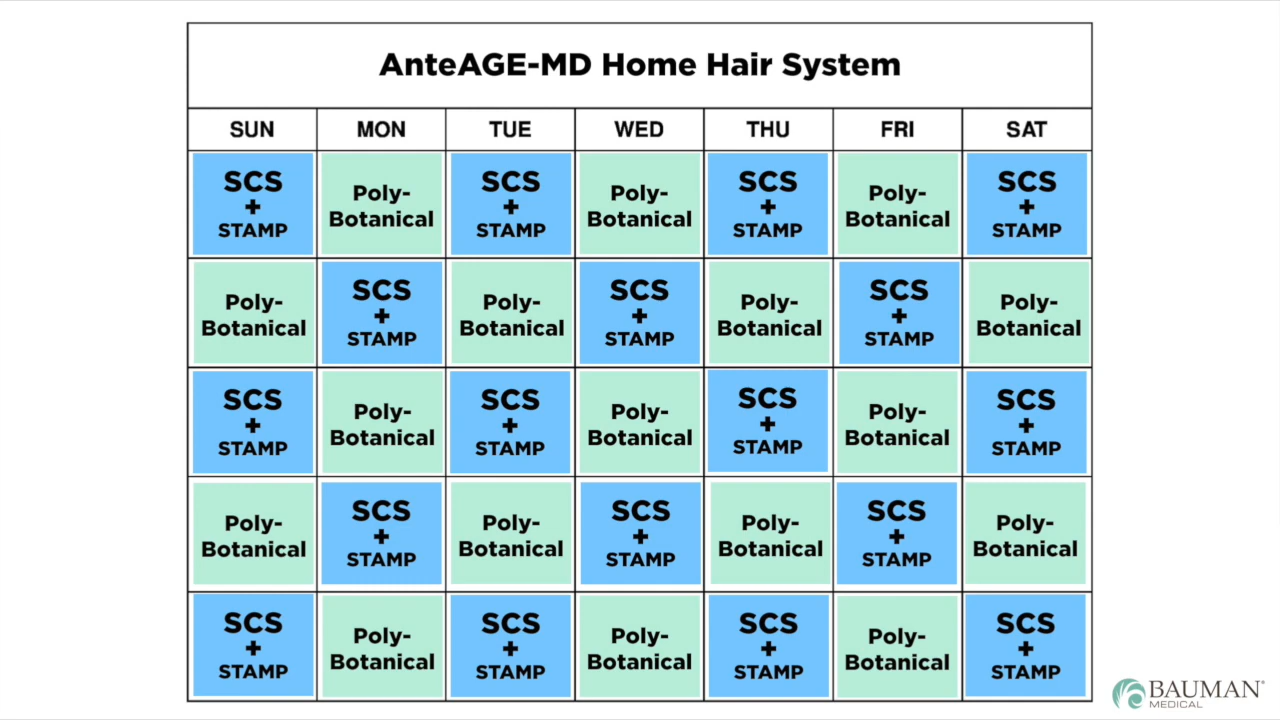 AnteAGE-MD Home Hair System
SUN MON TUE WED THU FRI SAT
SCS + STAMP Poly-Botanical SCS + STAMP Poly-Botanical SCS + STAMP Poly-Botanical SCS + STAMP
Poly-Botanical SCS + STAMP Poly-Botanical SCS + STAMP Poly-Botanical SCS + STAMP Poly-Botanical
SCS + STAMP Poly-Botanical SCS + STAMP Poly-Botanical SCS + STAMP Poly-Botanical SCS + STAMP
Poly-Botanical SCS + STAMP Poly-Botanical SCS + STAMP Poly-Botanical SCS + STAMP Poly-Botanical
SCS + STAMP Poly-Botanical SCS + STAMP Poly-Botanical SCS + STAMP Poly-Botanical SCS + STAMP
BAUMAN®
MEDICAL